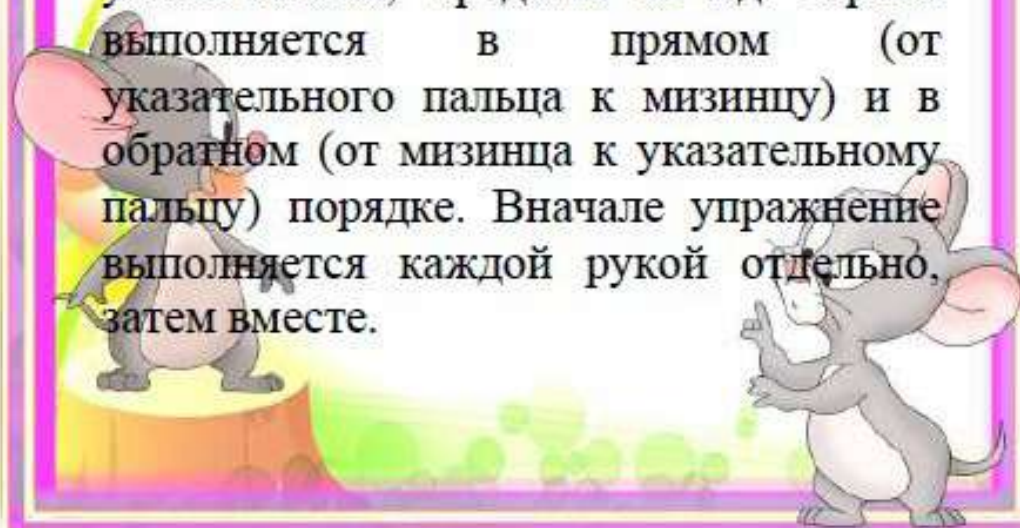 выполняется в прямом (от
указательного пальца к мизинцу) и в
обратном (от мизинца к указательному
пальцу) порядке. Вначале упражнение
выполняется каждой рукой отдельно,
затем вместе.